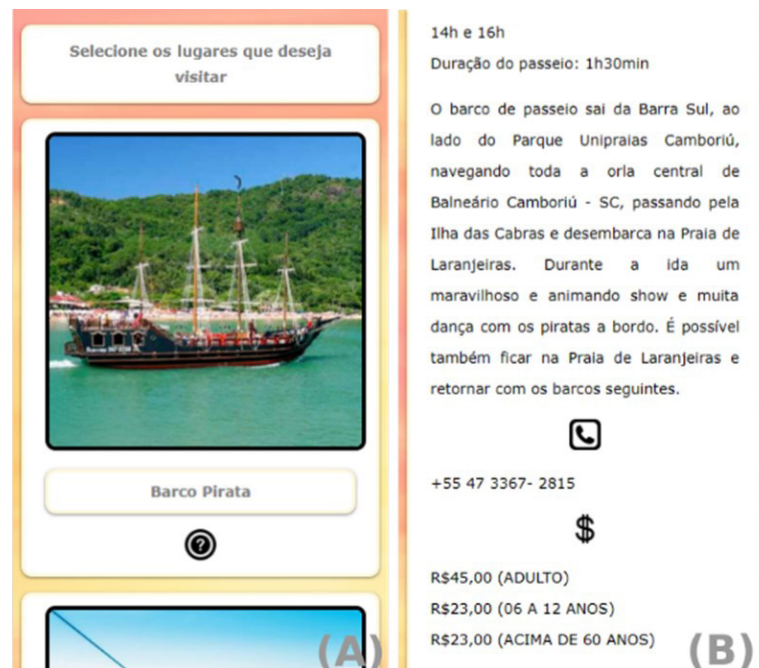 Selecione os lugares que deseja
visitar
Barco Pirata
(A)
14h e 16h
Duração do passeio: 1h30min
O barco de passeio sai da Barra Sul, ao
lado do Parque Unipraias Camboriú,
navegando toda a orla central de
Balneário Camboriú - SC, passando pela
Ilha das Cabras e desembarca na Praia de
Laranjeiras. Durante a ida um
maravilhoso e animando show e muita
dança com os piratas a bordo. É possível
também ficar na Praia de Laranjeiras e
retornar com os barcos seguintes.
+55 47 3367- 2815
$
R$45,00 (ADULTO)
R$23,00 (06 A 12 ANOS)
R$23,00 (ACIMA DE 60 ANOS)
(B)